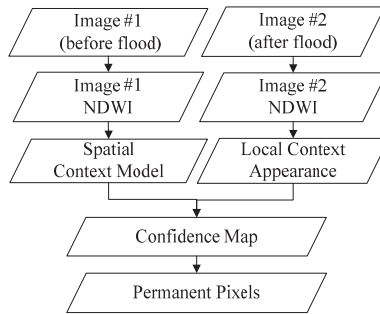 Image #1
(before flood)
Image #2
(after flood)
Image #1
NDWI
Image #2
NDWI
Spatial
Context Model
Local Context
Appearance
Confidence Map
Permanent Pixels